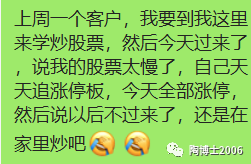 上周一个客户，我要到我这里
来学炒股票，然后今天过来了
，说我的股票太慢了，自己天
天追涨停板，今天全部涨停，
然后说以后不过来了，还是在
家里炒吧
淘博士2006